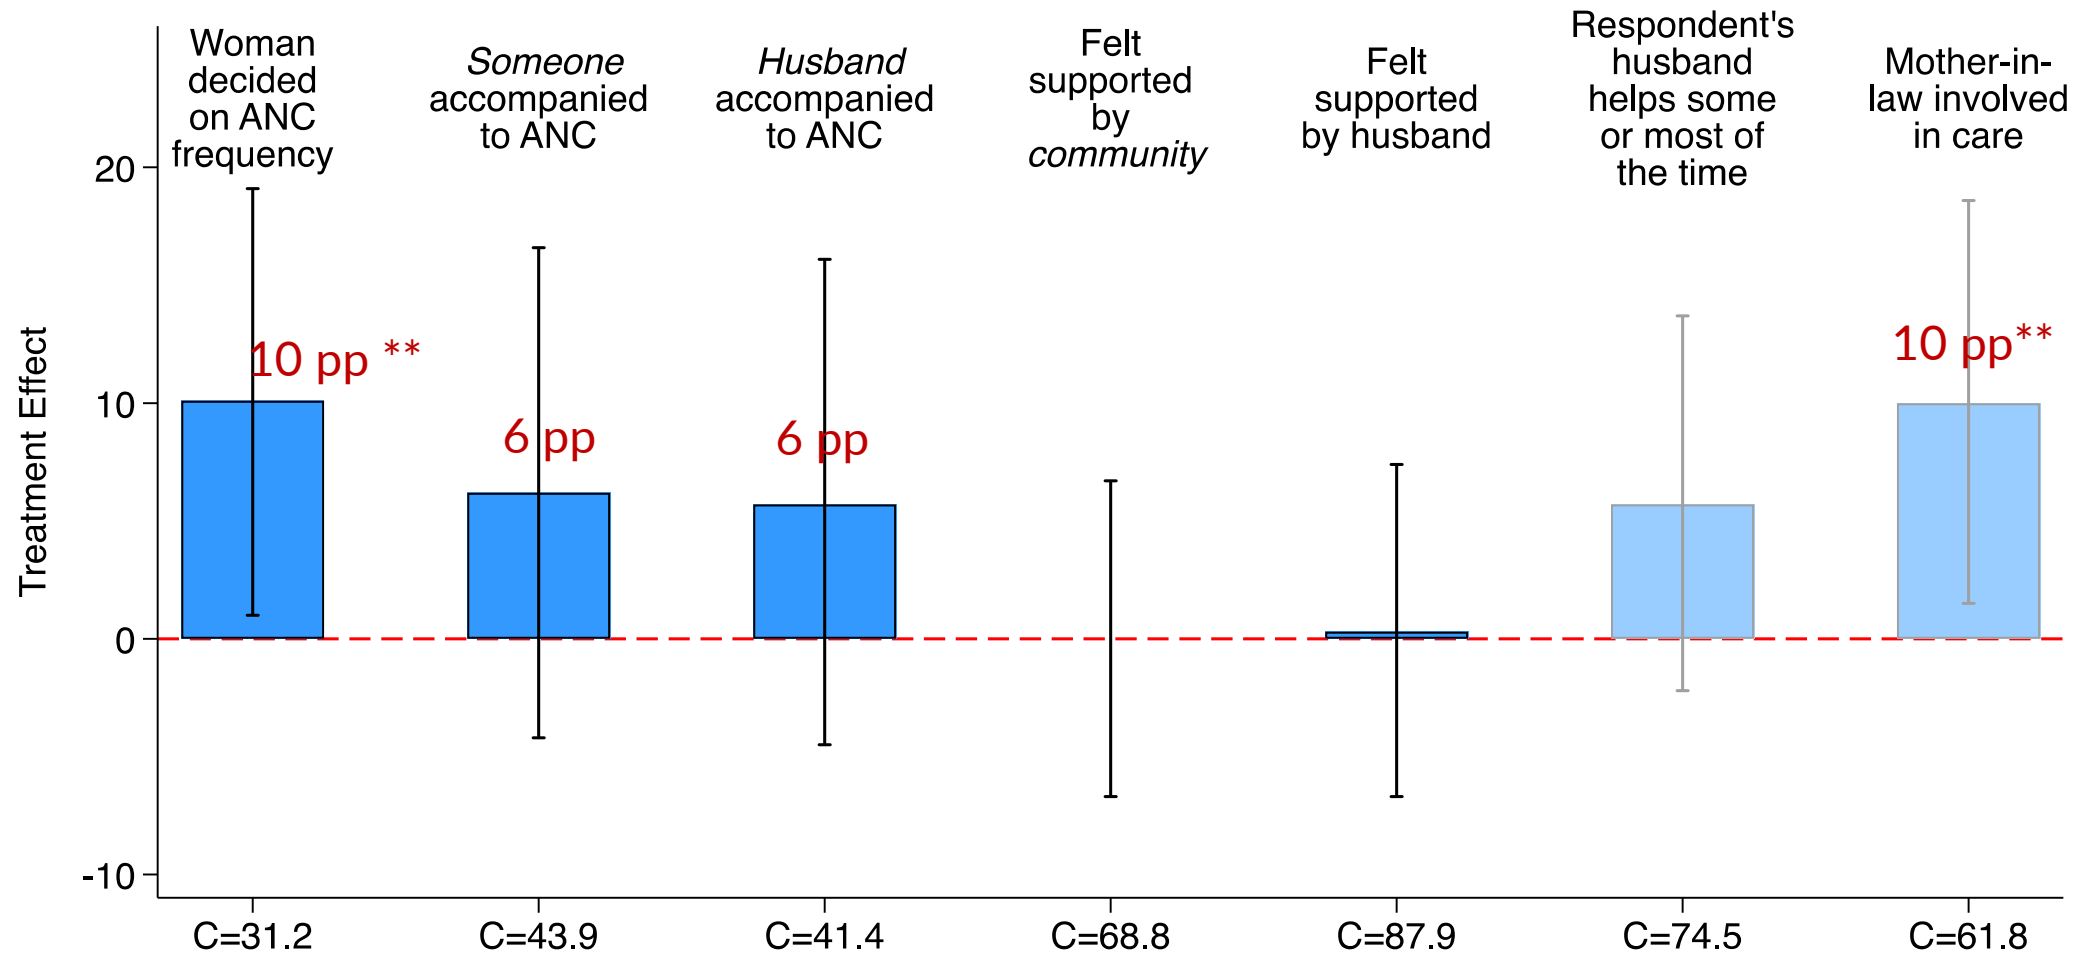 Woman
decided
on ANC
frequency
Someone
accompanied
to ANC
Husband
accompanied
to ANC
Felt
supported
by
community
Felt
supported
by husband
Respondent's
husband
helps some
or most of
the time
Mother-in-
law involved
in care
Treatment Effect
20
10
0
-10
10 pp **
6 pp
6 pp
10 pp**
C=31.2
C=43.9
C=41.4
C=68.8
C=87.9
C=74.5
C=61.8